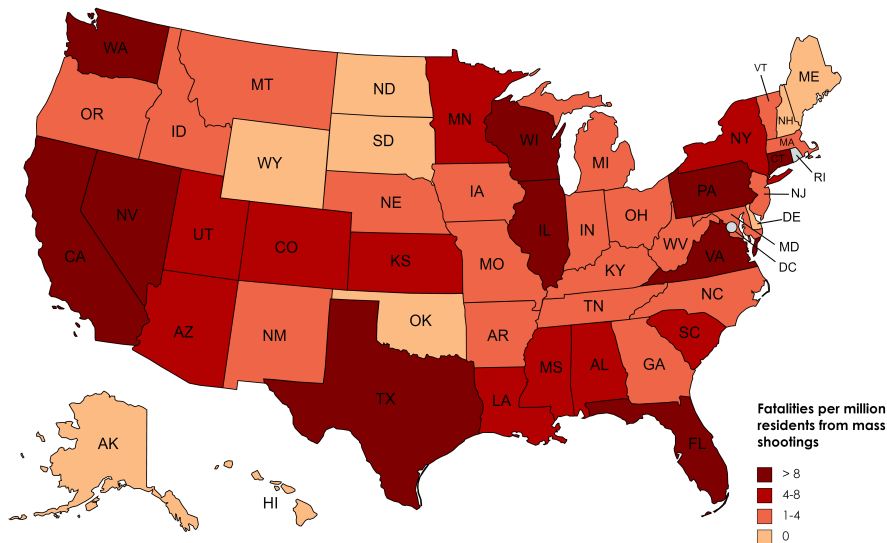 WA
MT
ND
MN
VT
ME
OR
ID
SD
WI
NH
NY
MA
WY
MI
CT
RI
NV
NE
IA
PA
NJ
UT
CO
IL
IN
OH
DE
CA
KS
MO
WV
VA
MD
KY
DC
AZ
NM
OK
AR
TN
NC
SC
MS
AL
GA
TX
LA
FL
AK
HI
Fatalities per million
residents from mass
shootings
> 8
4-8
1-4
0